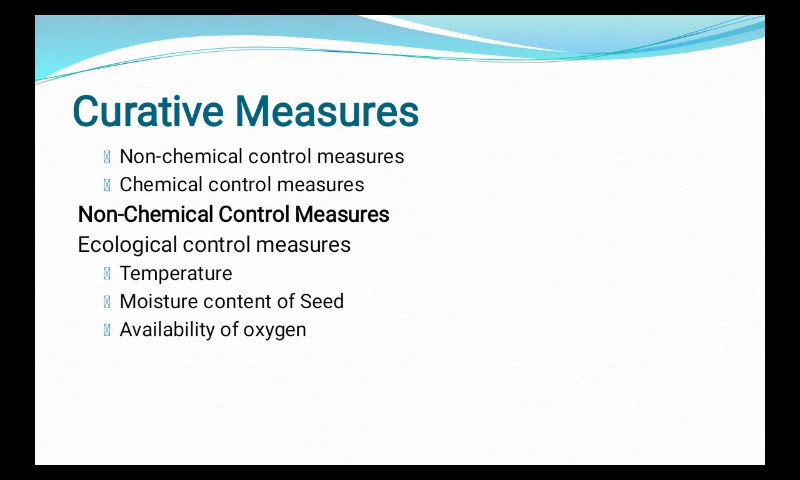 Curative Measures
Non-chemical control measures
Chemical control measures
Non-Chemical Control Measures
Ecological control measures
Temperature
Moisture content of Seed
Availability of oxygen